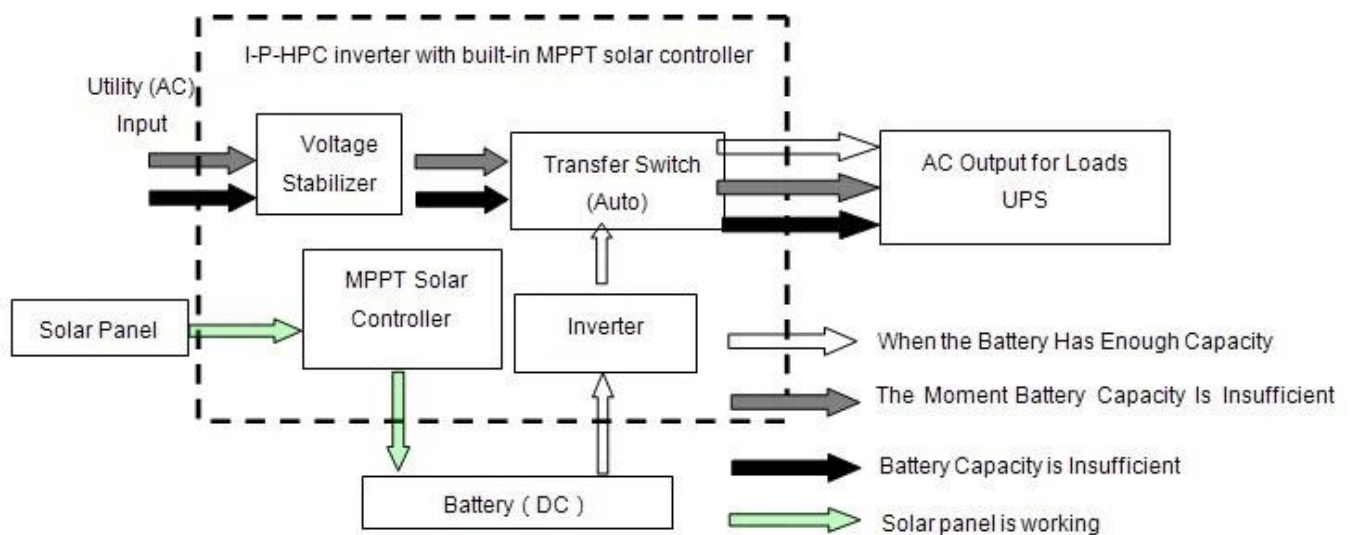 I-P-HPC inverter with built-in MPPT solar controller
Utility (AC)
Input
Voltage
Stabilizer
Transfer Switch
(Auto)
AC Output for Loads
UPS
MPPT Solar
Controller
Solar Panel
Inverter
When the Battery Has Enough Capacity
The Moment Battery Capacity Is Insufficient
Battery Capacity is Insufficient
Battery ( DC )
Solar panel is working